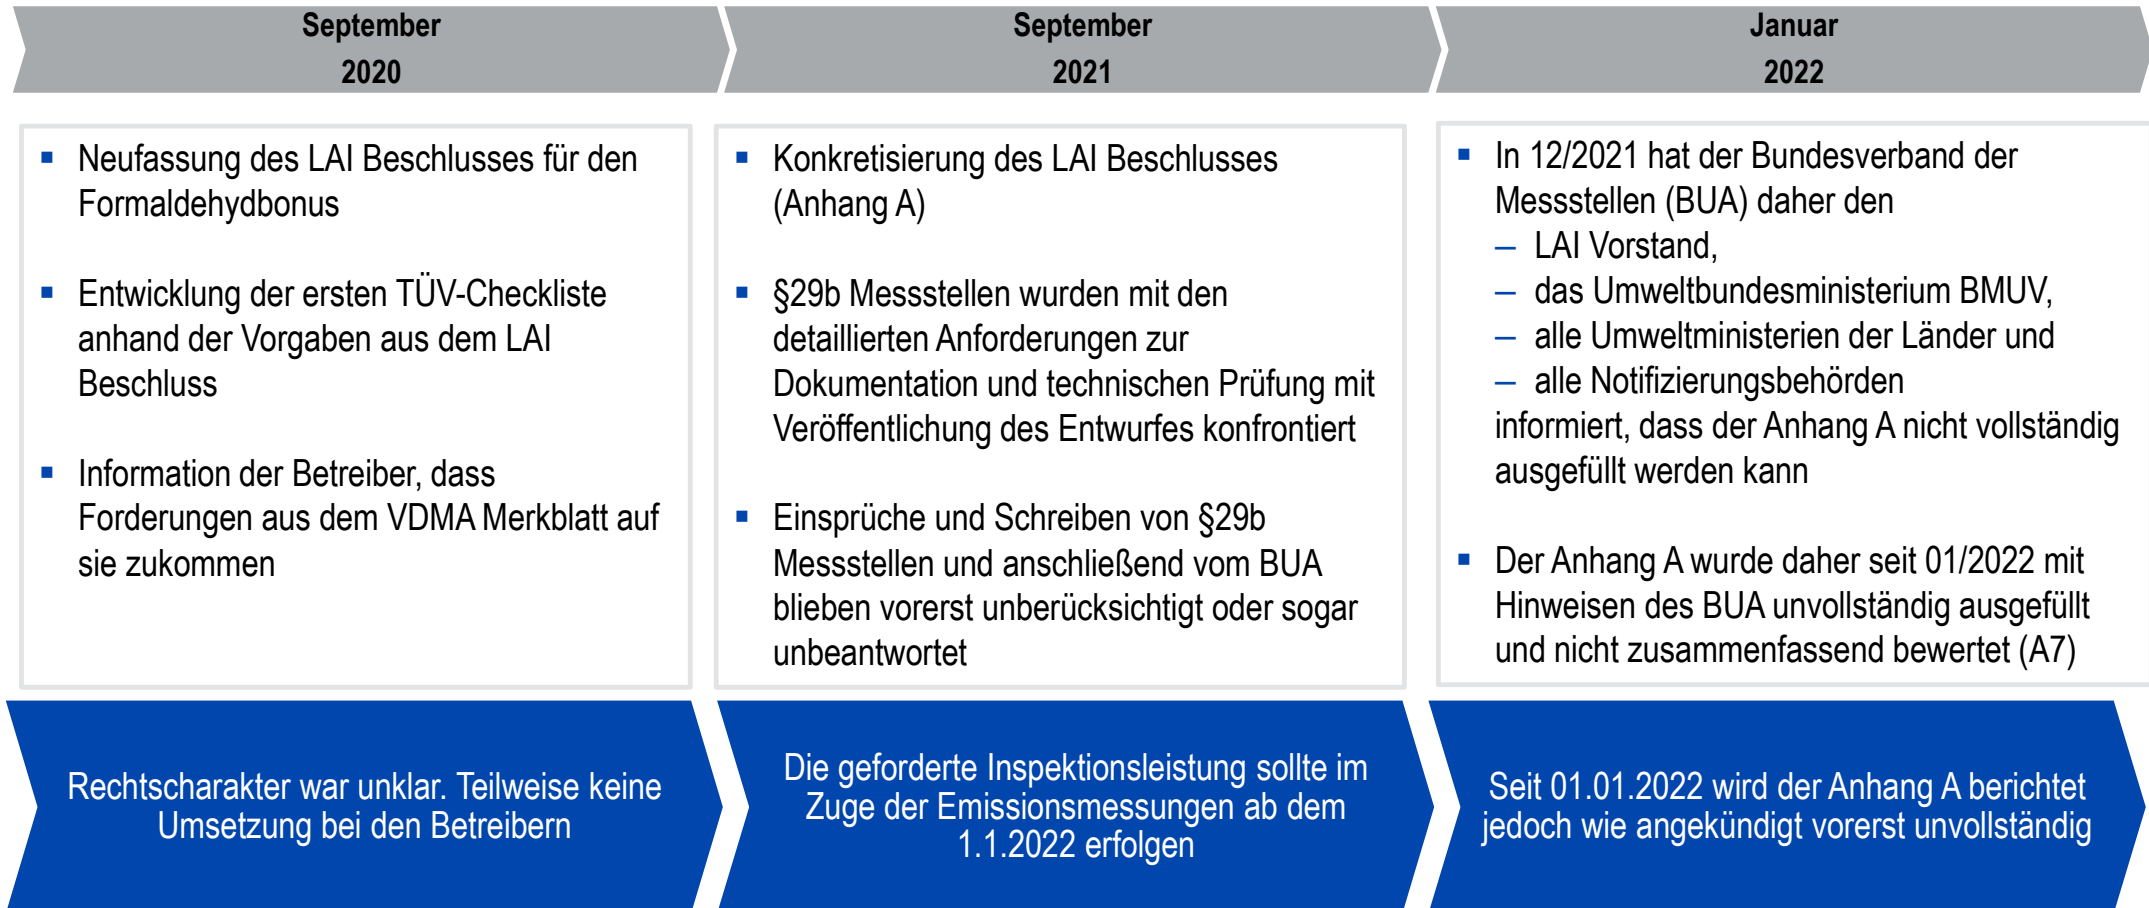 September
2020
September
2021
Januar
2022
▪ Neufassung des LAI Beschlusses für den
Formaldehydbonus
▪ Entwicklung der ersten TÜV-Checkliste
anhand der Vorgaben aus dem LAI
Beschluss
▪ Information der Betreiber, dass
Forderungen aus dem VDMA Merkblatt auf
sie zukommen
▪ Konkretisierung des LAI Beschlusses
(Anhang A)
▪ §29b Messstellen wurden mit den
detaillierten Anforderungen zur
Dokumentation und technischen Prüfung mit
Veröffentlichung des Entwurfes konfrontiert
▪ Einsprüche und Schreiben von §29b
Messstellen und anschließend vom BUA
blieben vorerst unberücksichtigt oder sogar
unbeantwortet
▪ In 12/2021 hat der Bundesverband der
Messstellen (BUA) daher den
– LAI Vorstand,
– das Umweltbundesministerium BMUV,
– alle Umweltministerien der Länder und
– alle Notifizierungsbehörden
informiert, dass der Anhang A nicht vollständig
ausgefüllt werden kann
▪ Der Anhang A wurde daher seit 01/2022 mit
Hinweisen des BUA unvollständig ausgefüllt
und nicht zusammenfassend bewertet (A7)
Rechtscharakter war unklar. Teilweise keine
Umsetzung bei den Betreibern
Die geforderte Inspektionsleistung sollte im
Zuge der Emissionsmessungen ab dem
1.1.2022 erfolgen
Seit 01.01.2022 wird der Anhang A berichtet
jedoch wie angekündigt vorerst unvollständig